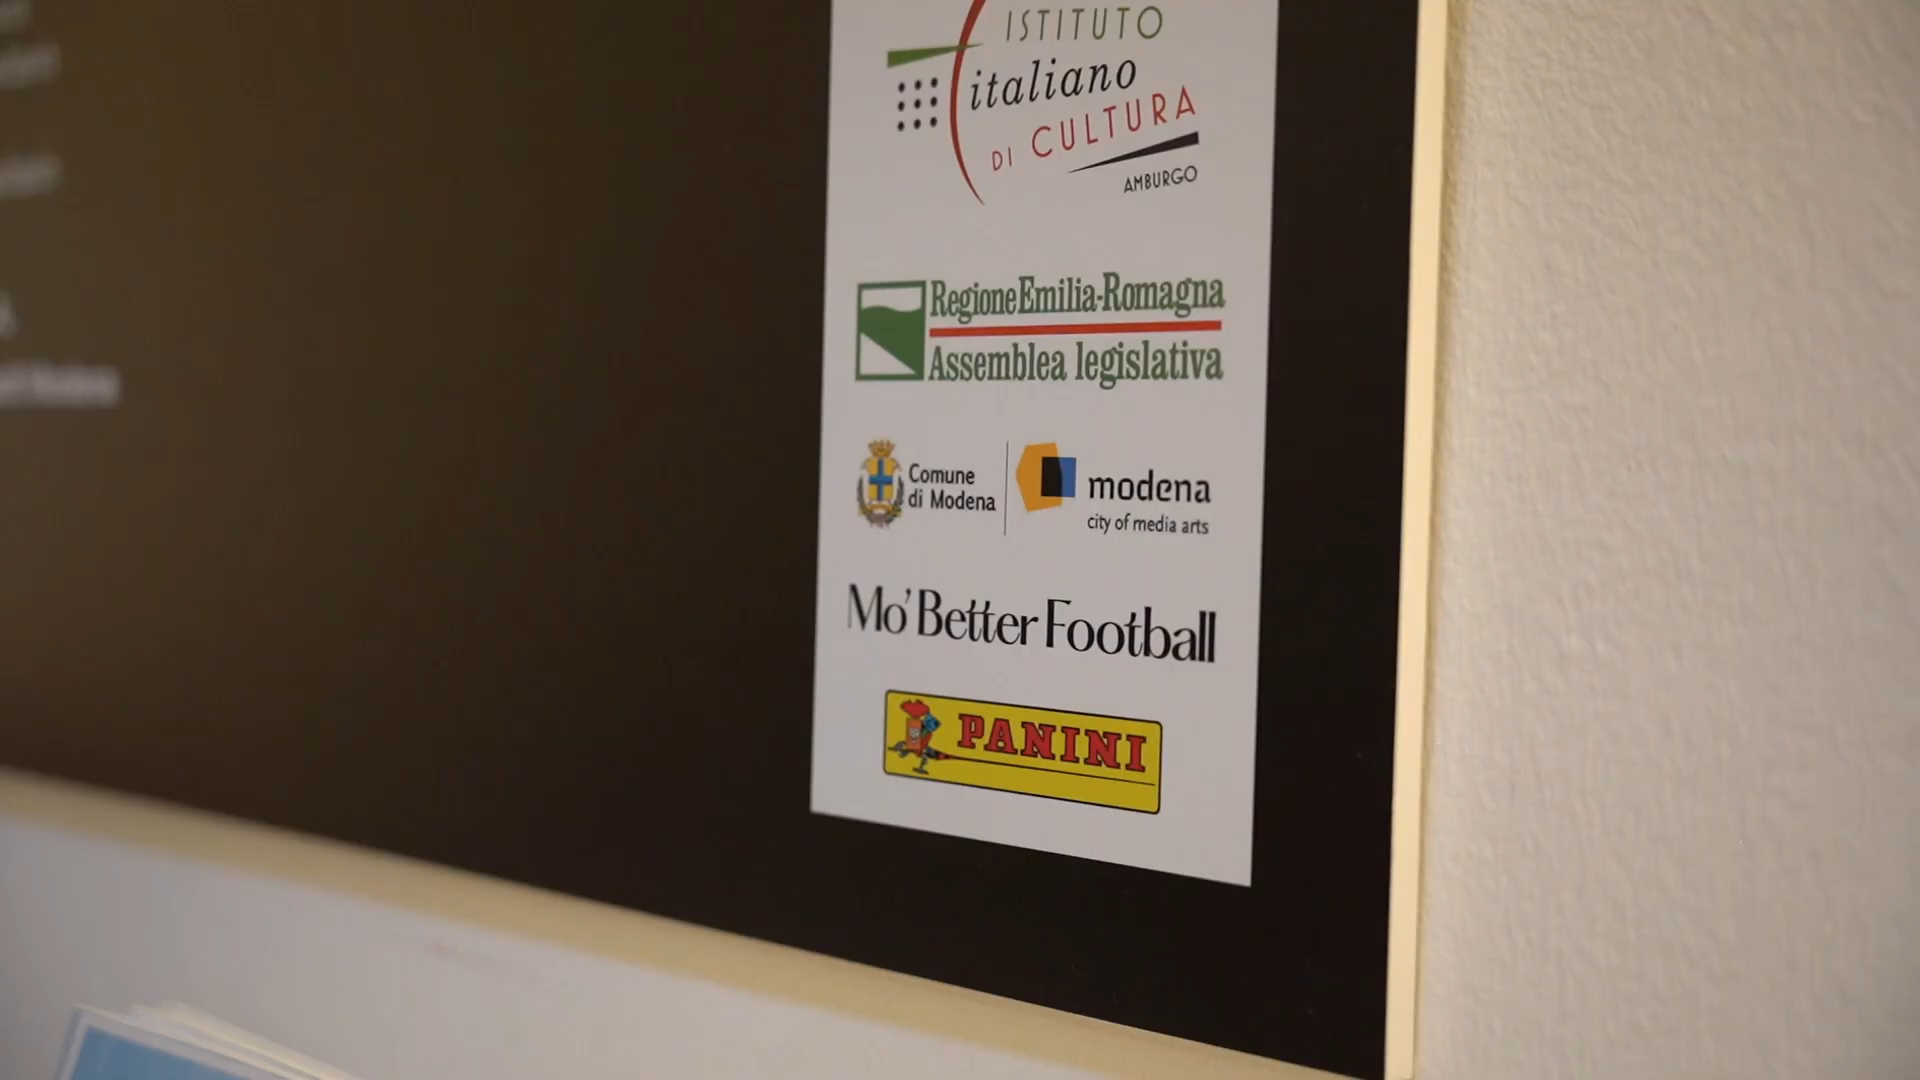 ISTITUTO
italiano
DI CULTURA
AMBURGO
RegioneEmilia-Romagna
Assemblea legislativa
Comune
di Modena
modena
city of media arts
Mo' Better Football
PANINI